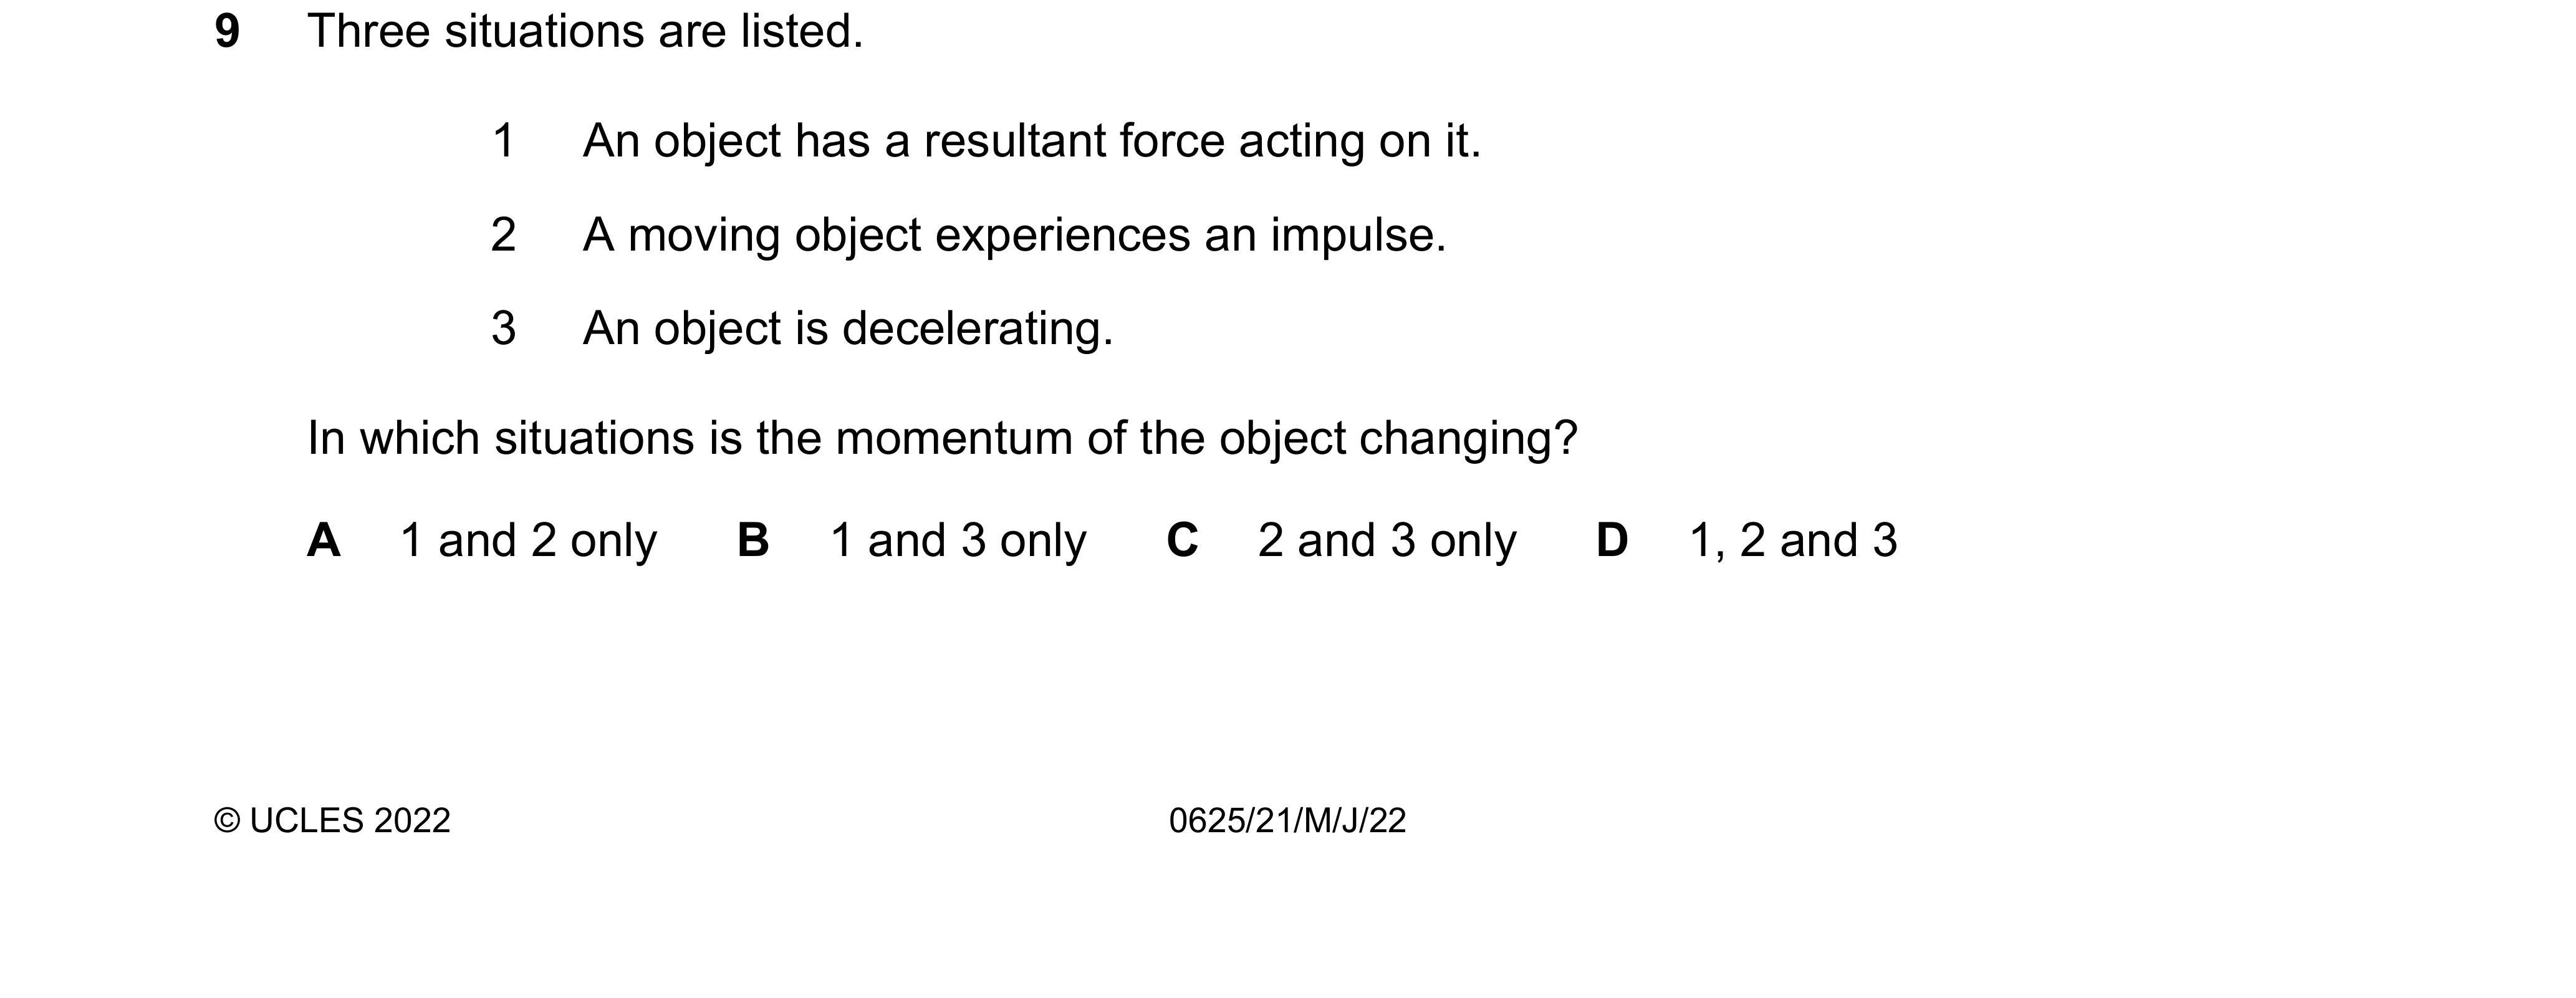 9 Three situations are listed.
1 An object has a resultant force acting on it.
2 A moving object experiences an impulse.
3 An object is decelerating.
In which situations is the momentum of the object changing?
A 1 and 2 only B 1 and 3 only C 2 and 3 only D 1, 2 and 3
© UCLES 2022 0625/21/M/J/22